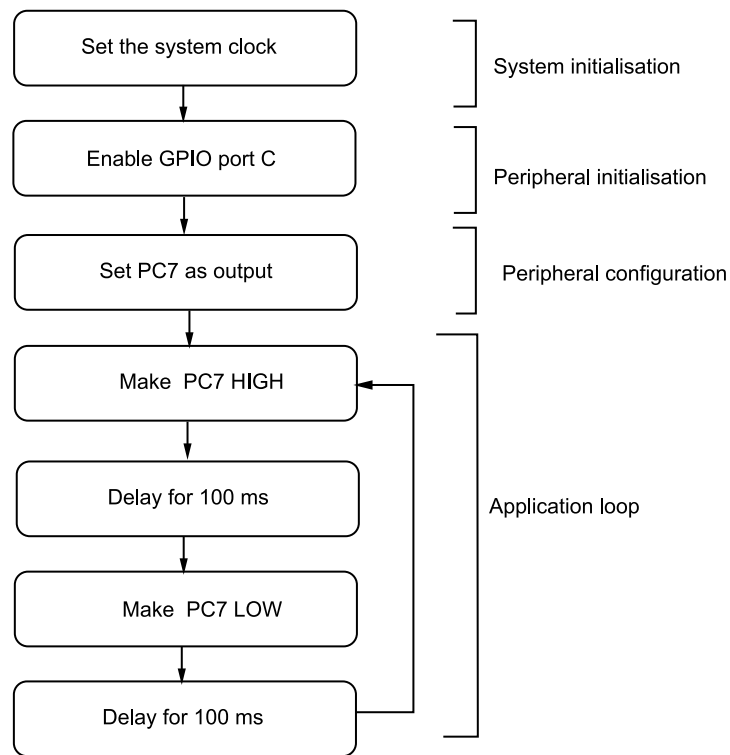 Set the system clock
System initialisation
Enable GPIO port C
Peripheral initialisation
Set PC7 as output
Peripheral configuration
Make PC7 HIGH
Delay for 100 ms
Application loop
Make PC7 LOW
Delay for 100 ms